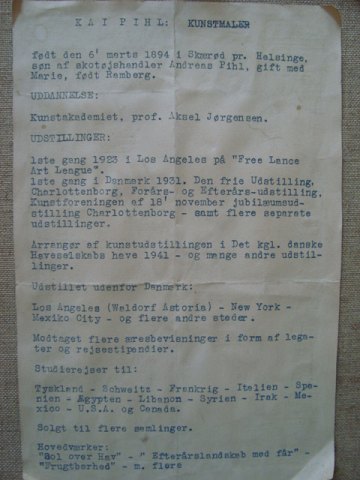 KAI PIHL: KUNSTMALER
født den 6' marts 1894 i Skærød pr. Helsinge,
søn af skotøjshandler Andreas Pihl, gift med
Marie, født Ramberg.
UDDANNELSE:
Kunstakademiet, prof. Aksel Jørgensen.
UDSTILLINGER:
1ste gang 1923 i Los Angeles på "Free Lance
Art League".
1ste gang i Danmark 1931. Den frie Udstilling,
Charlottenborg, Forårs- og Efterårs-udstilling,
Kunstforeningen af 18' november jubilæumsud-
stilling Charlottenborg - samt flere separate
udstillinger.
Arrangør af kunstudstillingen i Det kgl. danske
Haveselskabs have 1941 - og mange andre udstil-
linger.
Udstillet udenfor Danmark:
Los Angeles (Waldorf Astoria) - New York -
Mexiko City - og flere andre steder.
Modtaget flere æresbevisninger i form af lega-
ter og rejsestipendier.
Studierejser til:
Tyskland - Schweitz - Frankrig - Italien - Spa-
nien - Ægypten - Libanon - Syrien - Irak - Me-
xico - U.S.A. og Canada.
Solgt til flere samlinger.
Hovedværker:
"Sol over Hav" - " Efterårslandskab med får" -
"Frugtbarhed" - m. flere